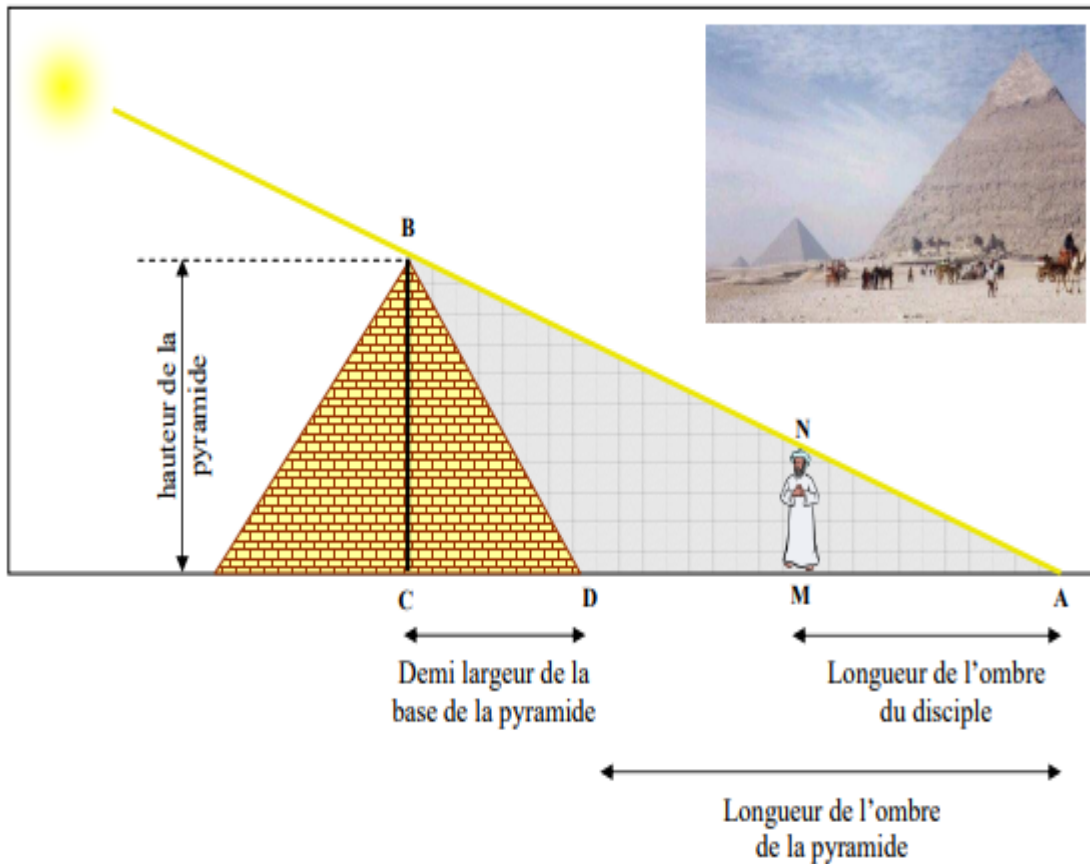 B
hauteur de la
pyramide
N
C
D
M
A
Demi largeur de la
base de la pyramide
Longueur de l'ombre
du disciple
Longueur de l'ombre
de la pyramide